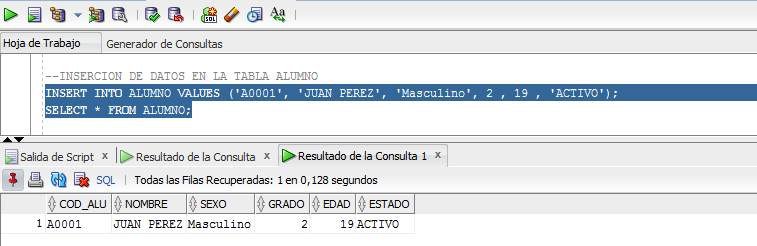 SQL
Aa
Hoja de Trabajo Generador de Consultas
--INSERCION DE DATOS EN LA TABLA ALUMNO
INSERT INTO ALUMNO VALUES ('A0001', 'JUAN PEREZ', 'Masculino', 2 , 19 , 'ACTIVO');
SELECT * FROM ALUMNO;
Salida de Script x Resultado de la Consulta x Resultado de la Consulta 1 x
SQL | Todas las Filas Recuperadas: 1 en 0,128 segundos
COD_ALU NOMBRE SEXO GRADO EDAD ESTADO
1 A0001 JUAN PEREZ Masculino 2 19 ACTIVO